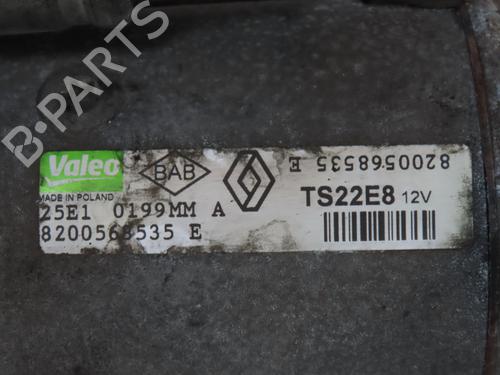 B-PARTS
Valeo
MADE IN POLAND
BAB
8200568535 E
TS22E8 12V
25E1 0199MM A
8200568535 E